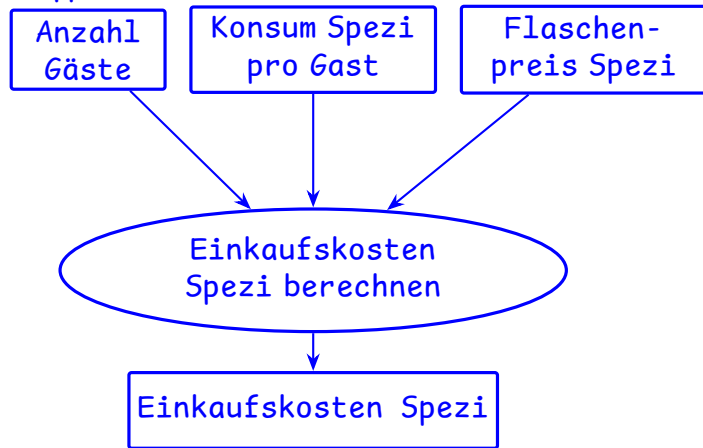 Anzahl
Gäste
Konsum Spezi
pro Gast
Flaschen-
preis Spezi
Einkaufskosten
Spezi berechnen
Einkaufskosten Spezi